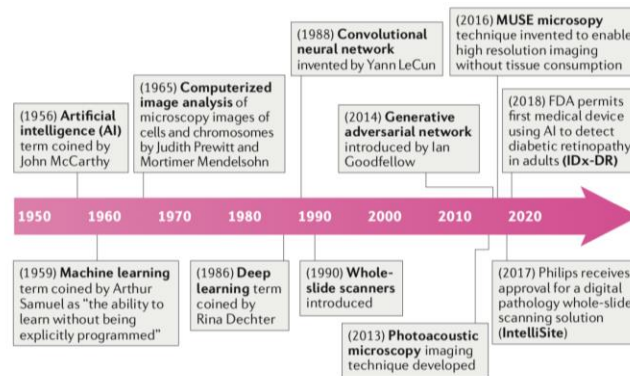 (1956) Artificial
intelligence (AI)
term coined by
John McCarthy
(1965) Computerized
image analysis of
microscopy images of
cells and chromosomes
by Judith Prewitt and
Mortimer Mendelsohn
(1988) Convolutional
neural network
invented by Yann LeCun
(2014) Generative
adversarial network
introduced by Ian
Goodfellow
(2016) MUSE microsopy
technique invented to enable
high resolution imaging
without tissue consumption
(2018) FDA permits
first medical device
using AI to detect
diabetic retinopathy
in adults (IDx-DR)
1950 1960 1970 1980 1990 2000 2010 2020
(1959) Machine learning
term coined by Arthur
Samuel as “the ability to
learn without being
explicitly programmed”
(1986) Deep
learning term
coined by
Rina Dechter
(1990) Whole-
slide scanners
introduced
(2013) Photoacoustic
microscopy imaging
technique developed
(2017) Philips receives
approval for a digital
pathology whole-slide
scanning solution
(IntelliSite)